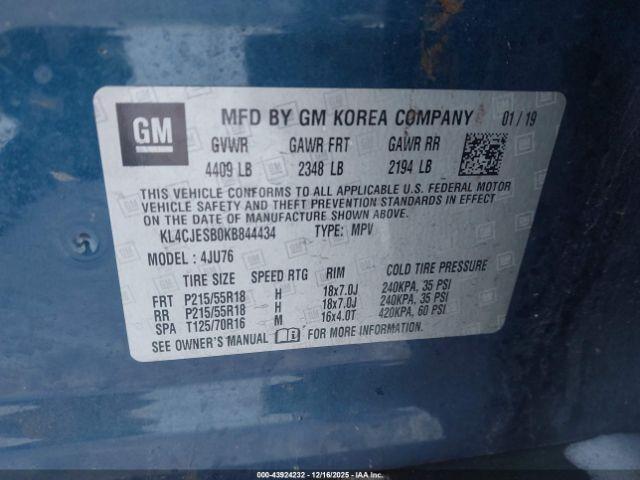 GM MFD BY GM KOREA COMPANY 01/19
GVWR GAWR FRT GAWR RR
4409 LB 2348 LB 2194 LB
THIS VEHICLE CONFORMS TO ALL APPLICABLE U.S. FEDERAL MOTOR
VEHICLE SAFETY AND THEFT PREVENTION STANDARDS IN EFFECT ON
THE DATE OF MANUFACTURE SHOWN ABOVE.
KL4CJESB0KB844434 TYPE: MPV
MODEL: 4JU76
TIRE SIZE SPEED RTG RIM COLD TIRE PRESSURE
FRT P215/55R18 H 18x7.0J 240KPA, 35 PSI
RR P215/55R18 H 18x7.0J 240KPA, 35 PSI
SPA T125/70R16 M 16x4.0T 420KPA, 60 PSI
SEE OWNER'S MANUAL FOR MORE INFORMATION.
000-43924232 - 12/16/2025 - IAA Inc.